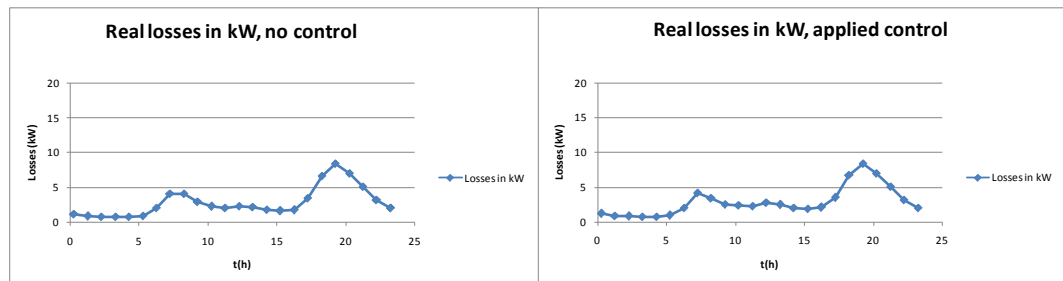 Real losses in kW, no control
20
15
10
5
0
Losses (kW)
0 5 10 15 20 25
t(h)
Losses in kW
Real losses in kW, applied control
20
15
10
5
0
Losses (kW)
0 5 10 15 20 25
t(h)
Losses in kW